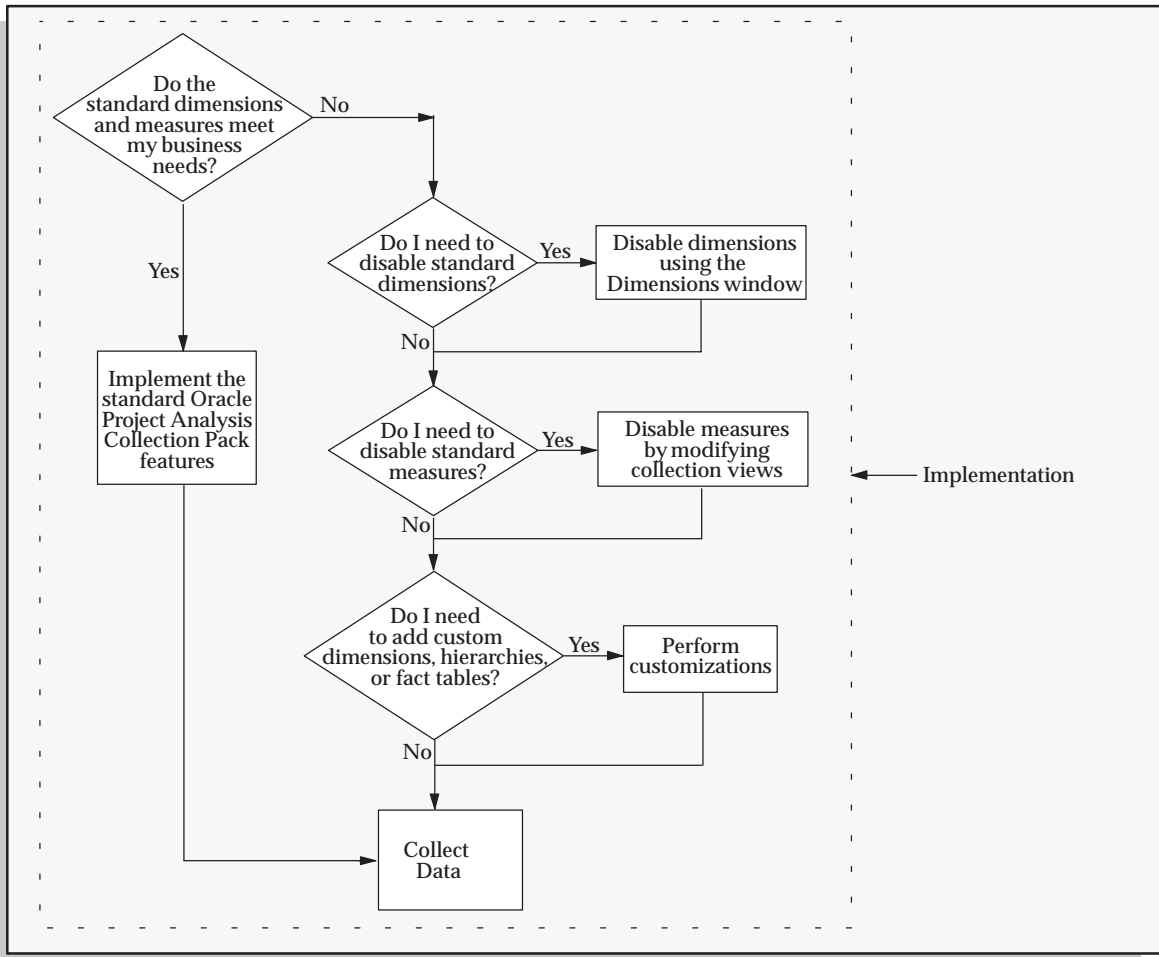 Do the
standard dimensions
and measures meet
my business
needs?
No
Yes
Do I need to
disable standard
dimensions?
Yes
Disable dimensions
using the
Dimensions window
No
Implement the
standard Oracle
Project Analysis
Collection Pack
features
Do I need to
disable standard
measures?
Yes
Disable measures
by modifying
collection views
Implementation
No
Do I need
to add custom
dimensions, hierarchies,
or fact tables?
Yes
Perform
customizations
No
Collect
Data